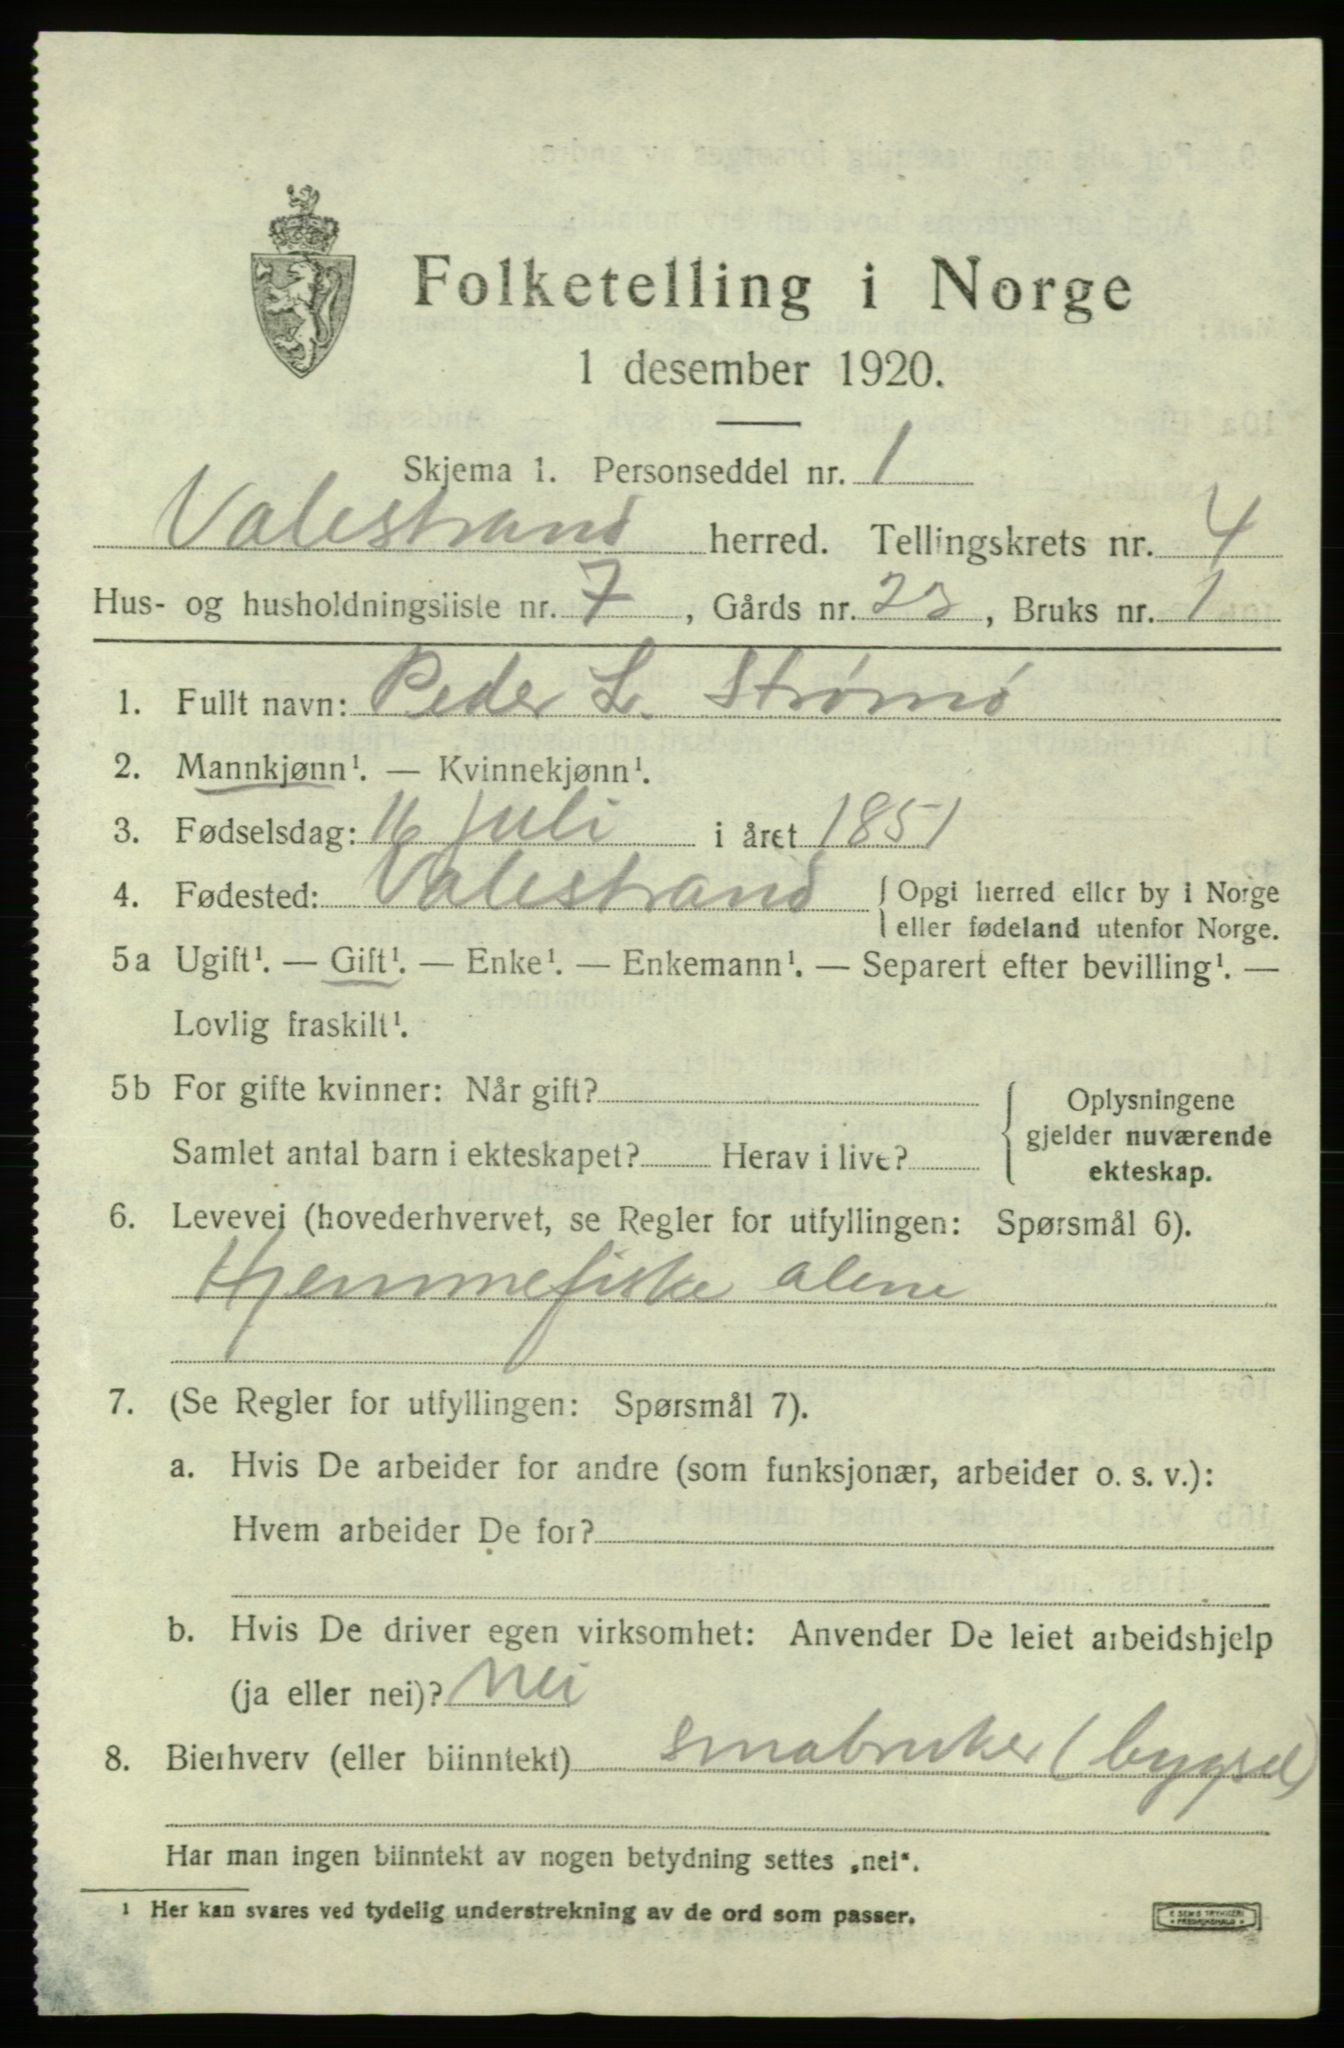 Folketelling i Norge
1 desember 1920.
Skjema 1. Personseddel nr. 1
Valestrand herred. Tellingskrets nr. 4
Hus- og husholdningsliste nr. 7, Gårds nr. 23, Bruks nr. 1
1. Fullt navn: Peder L. Strømø
2. Mannkjønn¹. — Kvinnekjønn¹.
3. Fødselsdag: 16 juli i året 1851
4. Fødested: Valestrand { Opgi herred eller by i Norge
eller fødeland utenfor Norge.
5a Ugift¹. — Gift¹. — Enke¹. — Enkemann¹. — Separert efter bevilling¹. —
Lovlig fraskilt¹.
5b For gifte kvinner: Når gift?
Samlet antal barn i ekteskapet? Herav i live?
{ Oplysningene
gjelder nuværende
ekteskap.
6. Levevei (hovederhvervet, se Regler for utfyllingen: Spørsmål 6).
Hjemmefiske alene
7. (Se Regler for utfyllingen: Spørsmål 7).
a. Hvis De arbeider for andre (som funksjonær, arbeider o. s. v.):
Hvem arbeider De for?
b. Hvis De driver egen virksomhet: Anvender De leiet arbeidshjelp
(ja eller nei)? Nei
8. Bierhverv (eller biinntekt) småbruker (bygsel)
Har man ingen biinntekt av nogen betydning settes „nei“.
¹ Her kan svares ved tydelig understrekning av de ord som passer.